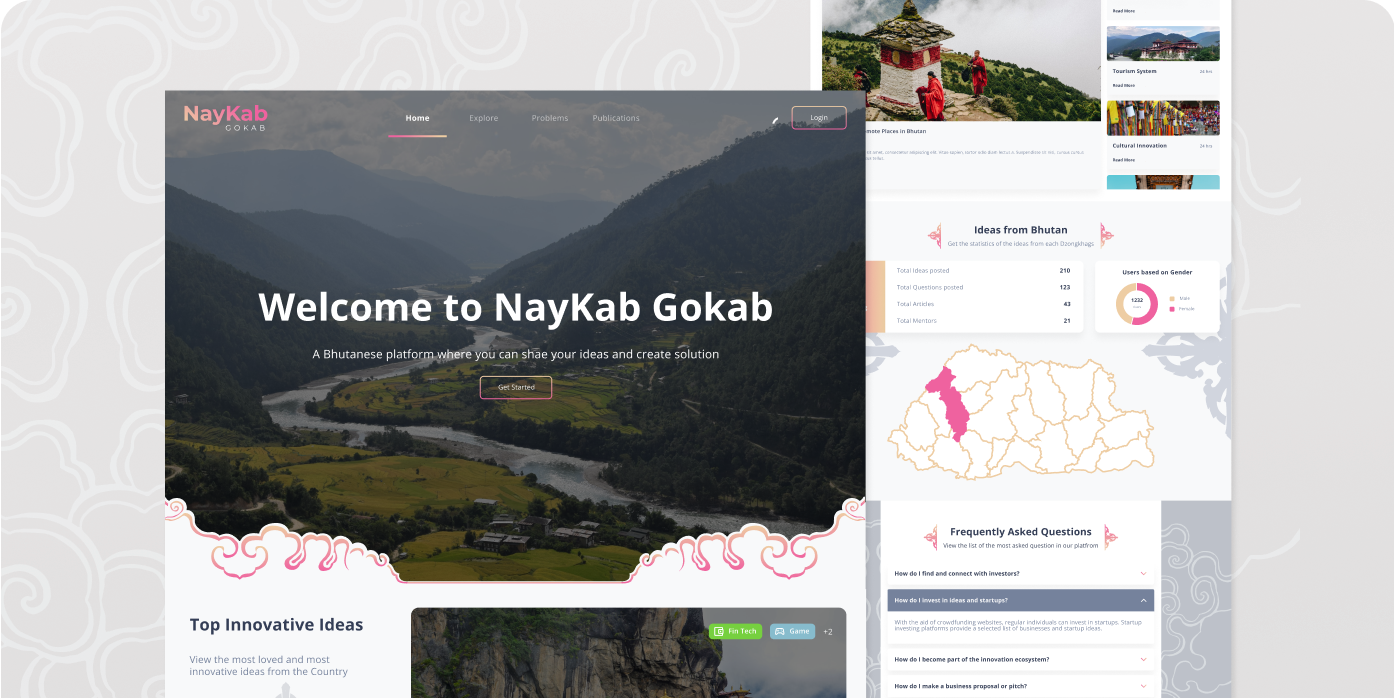 NayKab
GOKAB
Home
Explore
Problems
Publications
Login
Welcome to NayKab Gokab
A Bhutanese platform where you can shae your ideas and create solution
Get Started
Top Innovative Ideas
View the most loved and most
innovative ideas from the Country
Fin Tech
Game
+2
Places in Bhutan
Read More
Tourism System
24 hrs
Read More
Cultural Innovation
24 hrs
Read More
Ideas from Bhutan
Get the statistics of the ideas from each Dzongkhags
Total Ideas posted 210
Total Questions posted 123
Total Articles 43
Total Mentors 21
Users based on Gender
1232
Male
Female
Frequently Asked Questions
View the list of the most asked question in our platfrom
How do I find and connect with investors?
How do I invest in ideas and startups?
With the aid of crowdfunding websites, regular individuals can invest in startups. Startup
investing platforms provide a selected list of businesses and startup ideas.
How do I become part of the innovation ecosystem?
How do I make a business proposal or pitch?